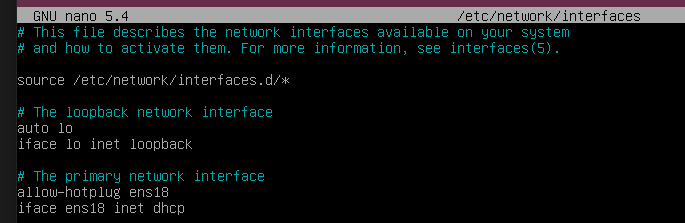 GNU nano 5.4 /etc/network/interfaces
# This file describes the network interfaces available on your system
# and how to activate them. For more information, see interfaces(5).
source /etc/network/interfaces.d/*
# The loopback network interface
auto lo
iface lo inet loopback
# The primary network interface
allow-hotplug ens18
iface ens18 inet dhcp